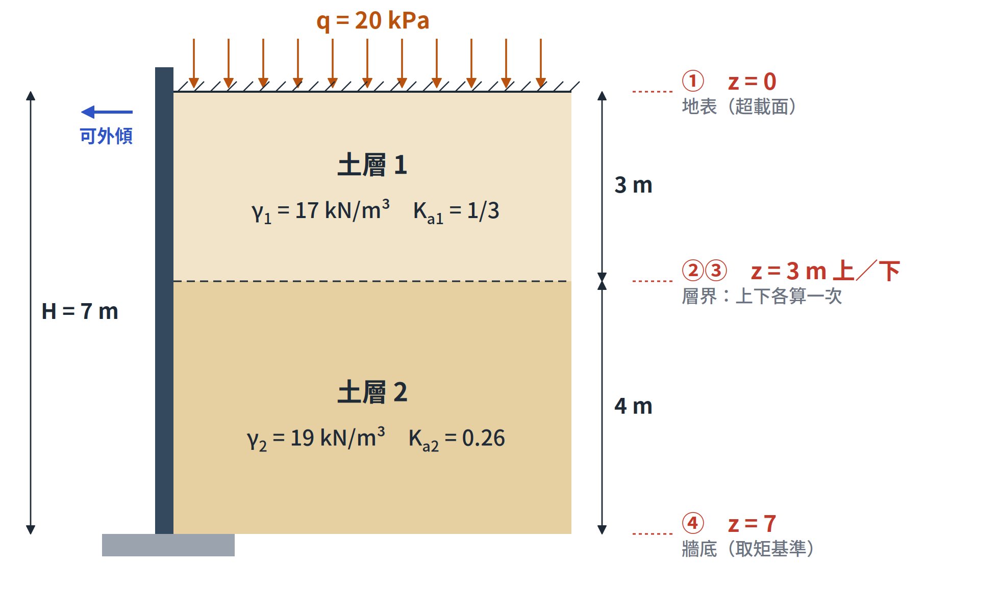 q = 20 kPa
① z = 0
地表（超載面）
可外傾
土層 1
γ₁ = 17 kN/m³ Kₐ₁ = 1/3
3 m
②③ z = 3 m 上／下
層界：上下各算一次
H = 7 m
土層 2
γ₂ = 19 kN/m³ Kₐ₂ = 0.26
4 m
④ z = 7
牆底（取矩基準）